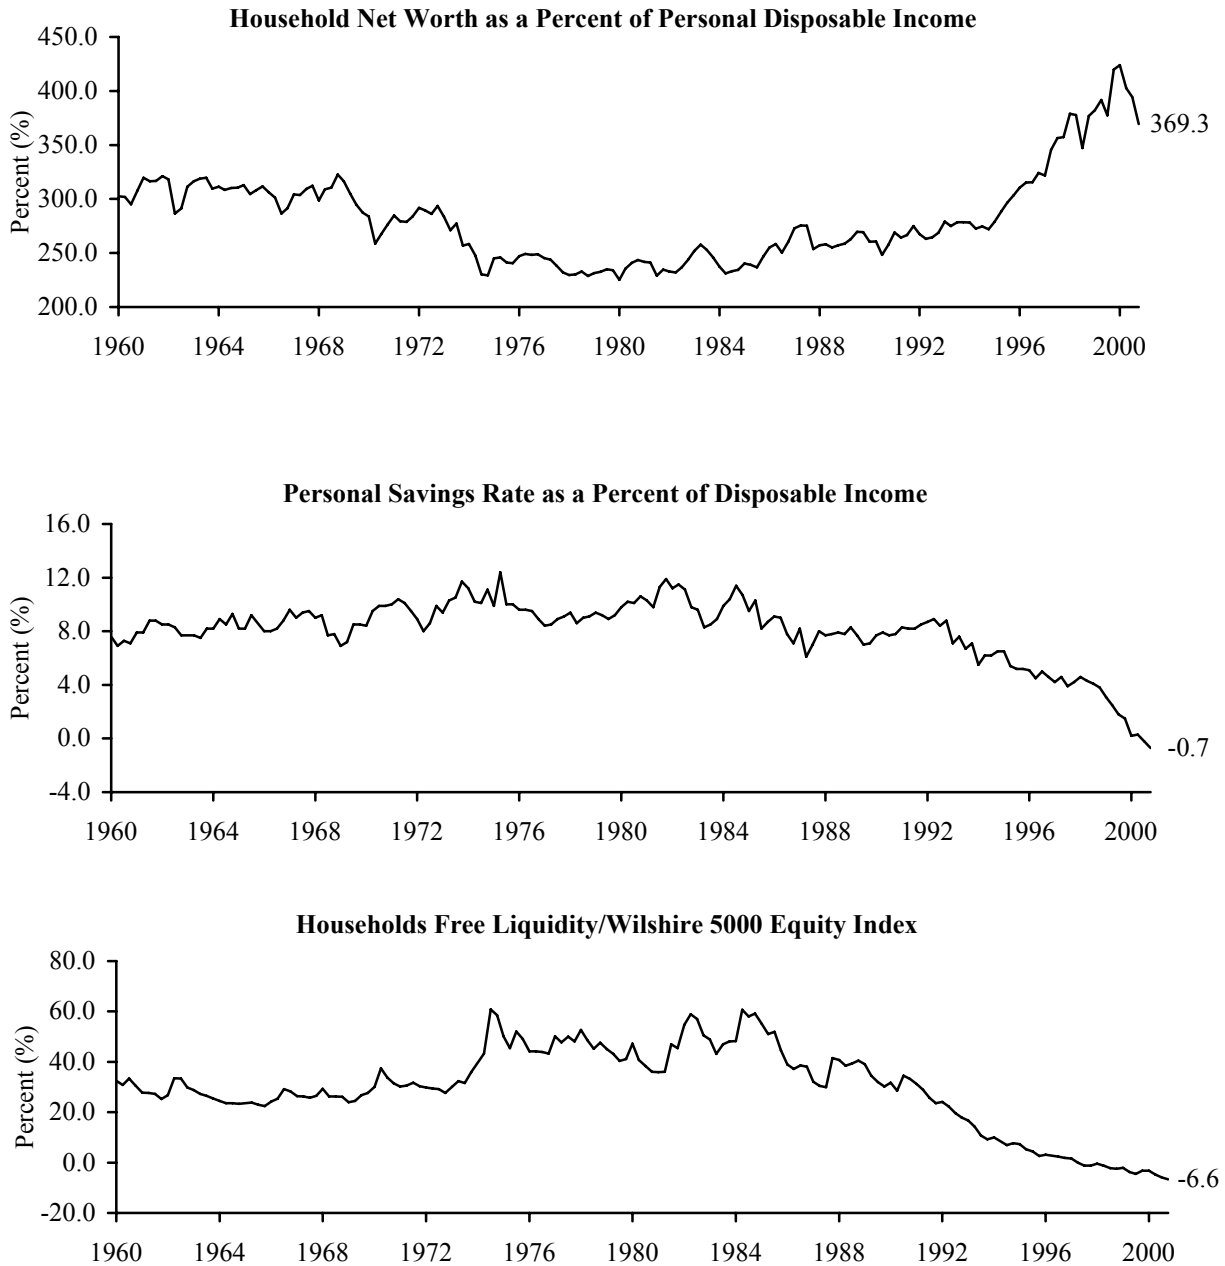 Household Net Worth as a Percent of Personal Disposable Income
450.0
400.0
350.0
300.0
250.0
200.0
Percent (%)
369.3
1960 1964 1968 1972 1976 1980 1984 1988 1992 1996 2000
Personal Savings Rate as a Percent of Disposable Income
16.0
12.0
8.0
4.0
0.0
-4.0
Percent (%)
-0.7
1960 1964 1968 1972 1976 1980 1984 1988 1992 1996 2000
Households Free Liquidity/Wilshire 5000 Equity Index
80.0
60.0
40.0
20.0
0.0
-20.0
Percent (%)
-6.6
1960 1964 1968 1972 1976 1980 1984 1988 1992 1996 2000